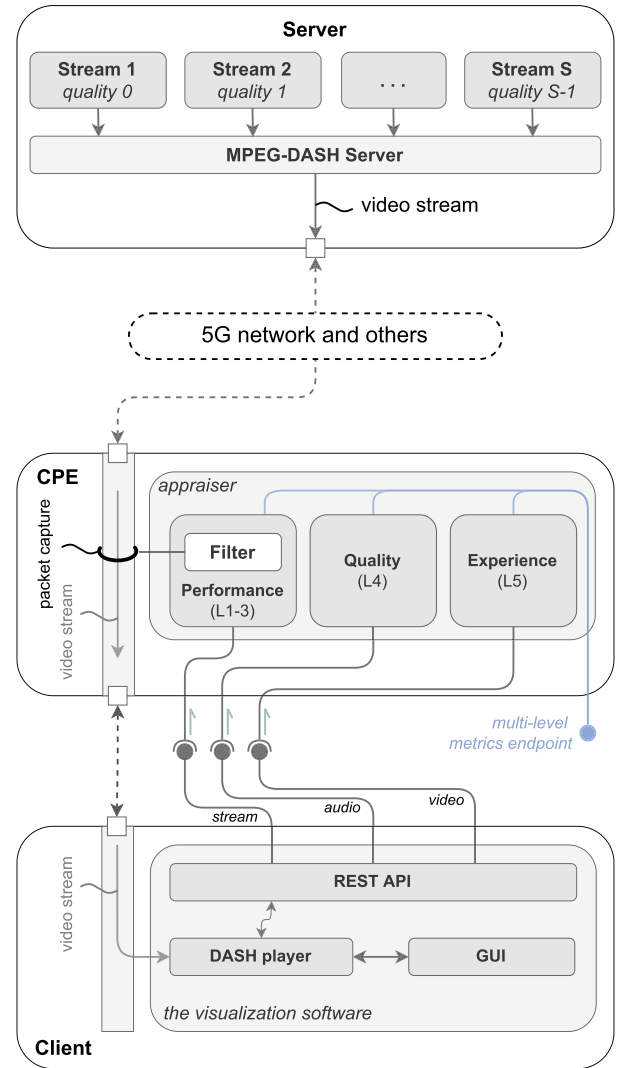 Server
Stream 1
quality 0
Stream 2
quality 1
...
Stream S
quality S-1
MPEG-DASH Server
video stream
5G network and others
CPE
appraiser
packet capture
video stream
Filter
Performance
(L1-3)
Quality
(L4)
Experience
(L5)
multi-level
metrics endpoint
stream
audio
video
video stream
REST API
DASH player
GUI
the visualization software
Client